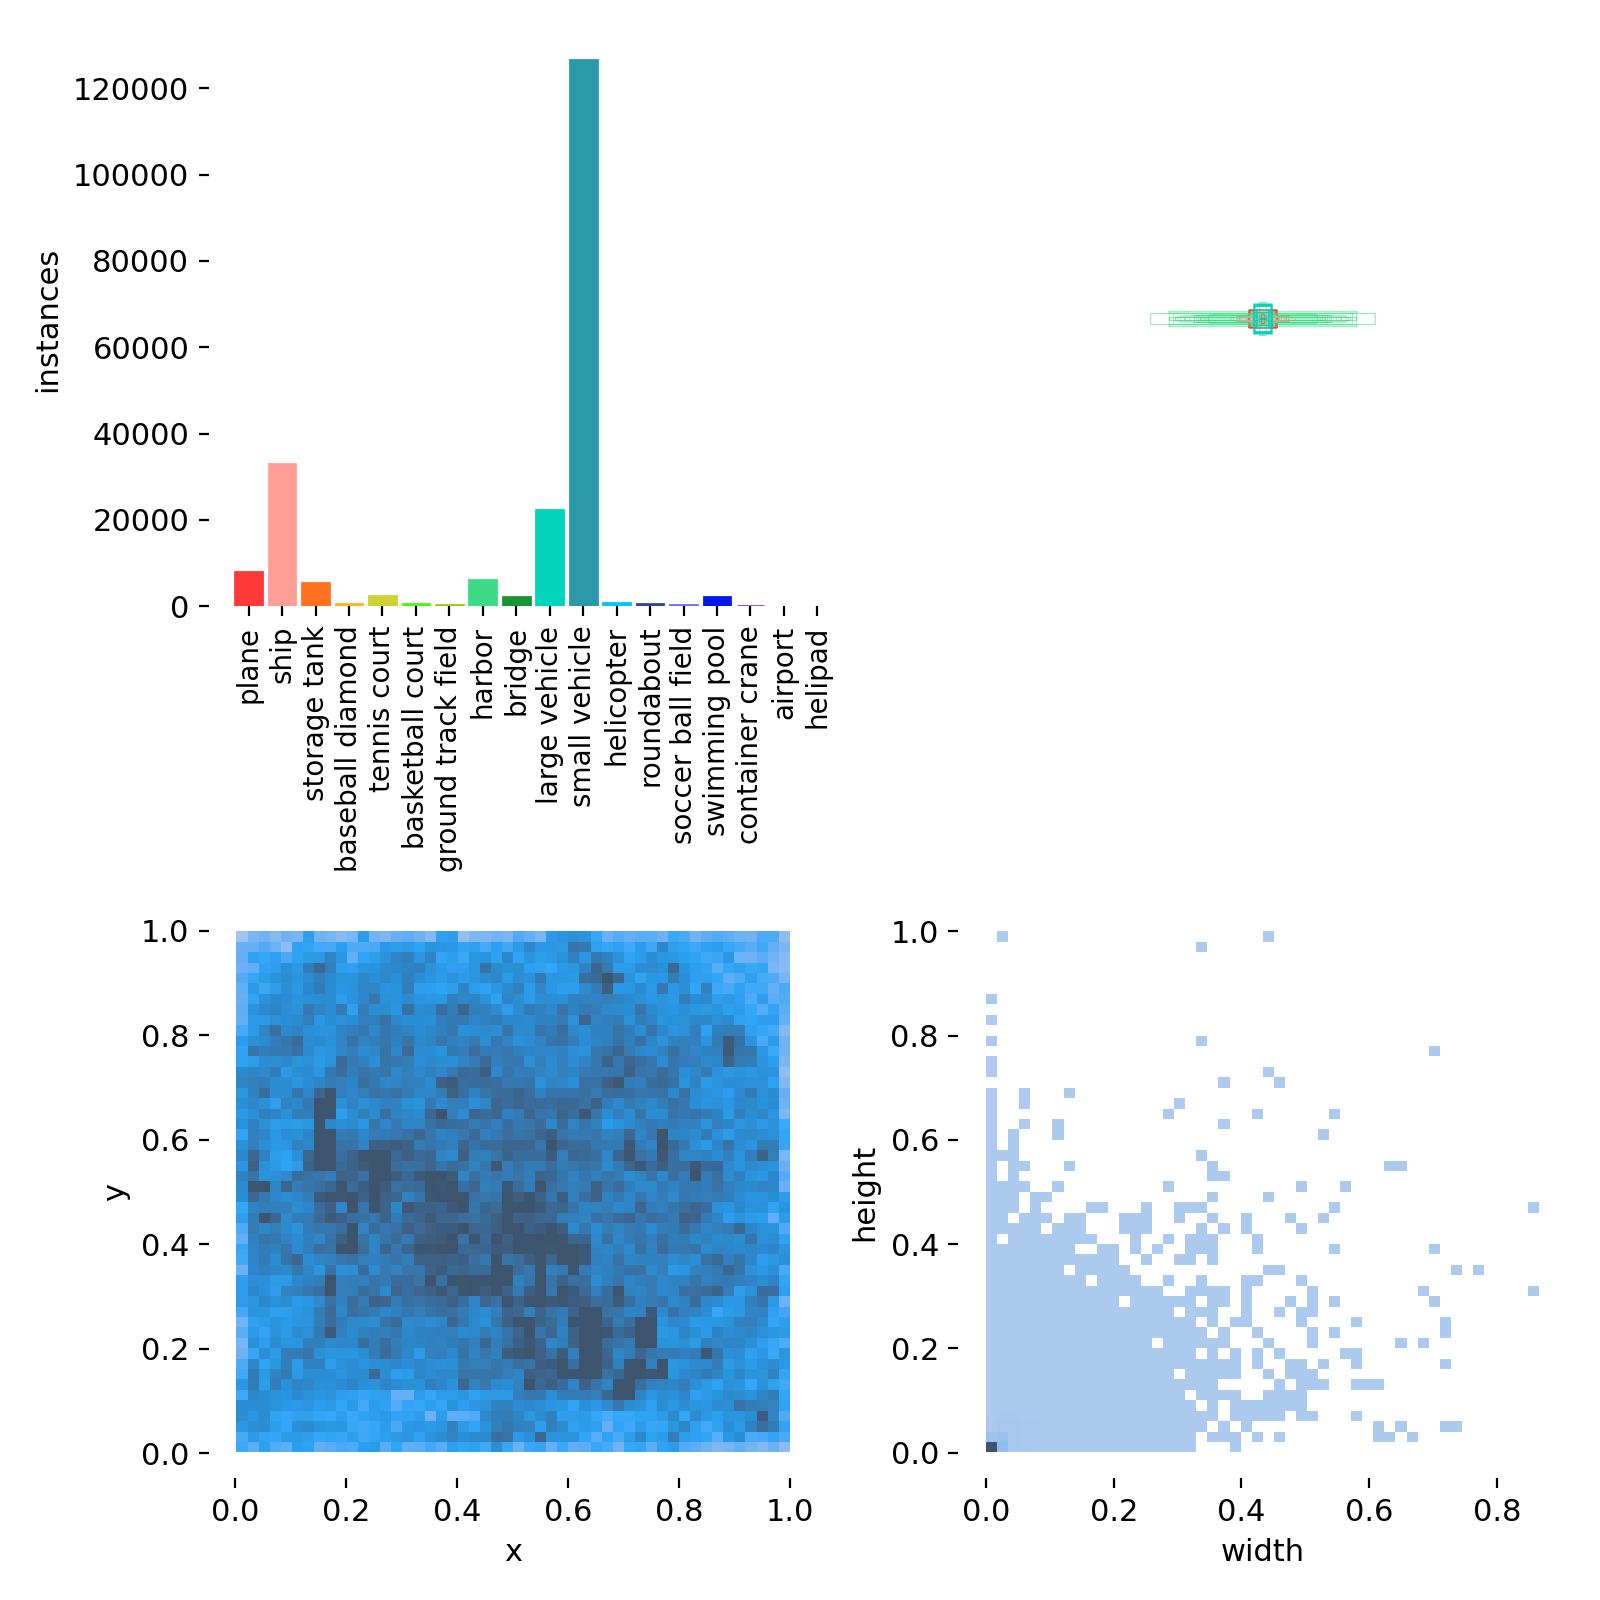 120000
100000
80000
60000
40000
20000
0
instances
plane
ship
storage tank
baseball diamond
tennis court
basketball court
ground track field
harbor
bridge
large vehicle
small vehicle
helicopter
roundabout
soccer ball field
swimming pool
container crane
airport
helipad
1.0
0.8
0.6
0.4
0.2
0.0
y
0.0 0.2 0.4 0.6 0.8 1.0
x
1.0
0.8
0.6
0.4
0.2
0.0
height
0.0 0.2 0.4 0.6 0.8
width